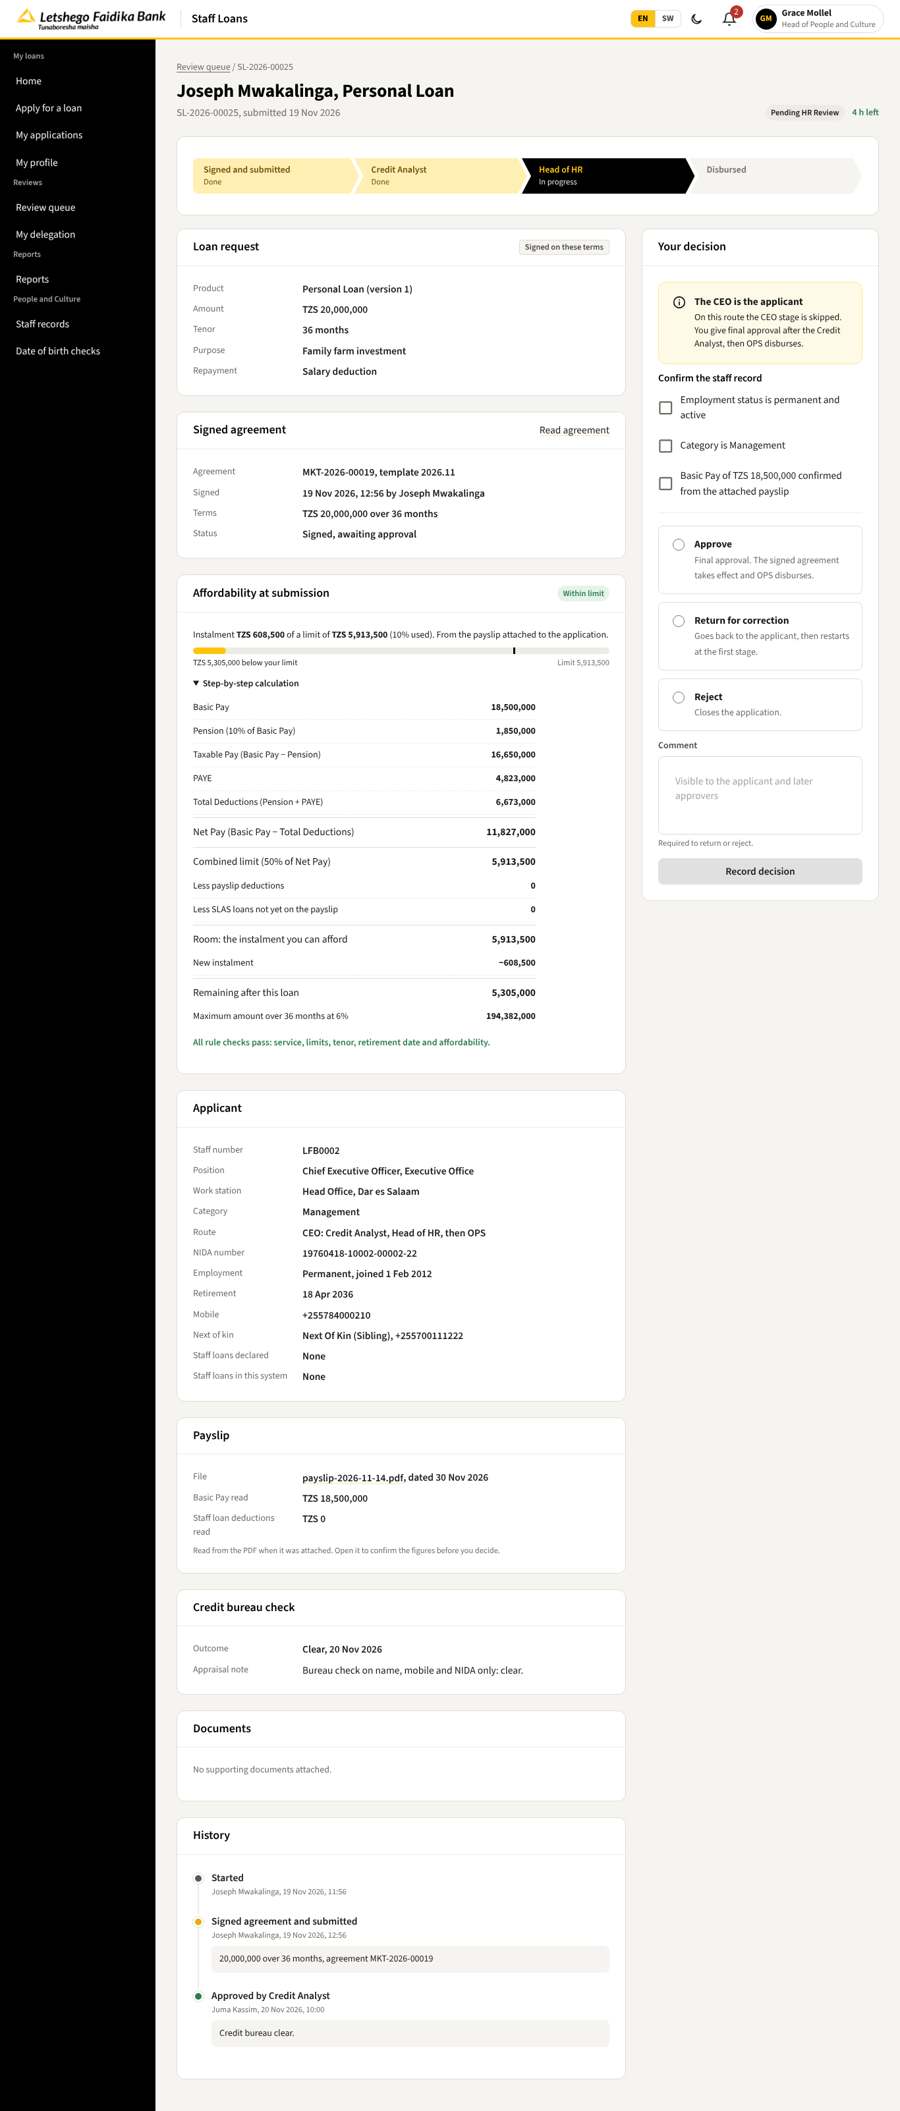 Letshego Faidika Bank
Tunaboresha maisha
Staff Loans
EN SW
2
GM
Grace Mollel
Head of People and Culture
My loans
Home
Apply for a loan
My applications
My profile
Reviews
Review queue
My delegation
Reports
Reports
People and Culture
Staff records
Date of birth checks
Review queue / SL-2026-00025
Joseph Mwakalinga, Personal Loan
SL-2026-00025, submitted 19 Nov 2026
Pending HR Review 4 h left
Signed and submitted
Done
Credit Analyst
Done
Head of HR
In progress
Disbursed
Loan request
Signed on these terms
Product Personal Loan (version 1)
Amount TZS 20,000,000
Tenor 36 months
Purpose Family farm investment
Repayment Salary deduction
Signed agreement
Read agreement
Agreement MKT-2026-00019, template 2026.11
Signed 19 Nov 2026, 12:56 by Joseph Mwakalinga
Terms TZS 20,000,000 over 36 months
Status Signed, awaiting approval
Affordability at submission
Within limit
Instalment TZS 608,500 of a limit of TZS 5,913,500 (10% used). From the payslip attached to the application.
TZS 5,305,000 below your limit
Limit 5,913,500
▼ Step-by-step calculation
Basic Pay 18,500,000
Pension (10% of Basic Pay) 1,850,000
Taxable Pay (Basic Pay − Pension) 16,650,000
PAYE 4,823,000
Total Deductions (Pension + PAYE) 6,673,000
Net Pay (Basic Pay − Total Deductions) 11,827,000
Combined limit (50% of Net Pay) 5,913,500
Less payslip deductions 0
Less SLAS loans not yet on the payslip 0
Room: the instalment you can afford 5,913,500
New instalment −608,500
Remaining after this loan 5,305,000
Maximum amount over 36 months at 6% 194,382,000
All rule checks pass: service, limits, tenor, retirement date and affordability.
Applicant
Staff number LFB0002
Position Chief Executive Officer, Executive Office
Work station Head Office, Dar es Salaam
Category Management
Route CEO: Credit Analyst, Head of HR, then OPS
NIDA number 19760418-10002-00002-22
Employment Permanent, joined 1 Feb 2012
Retirement 18 Apr 2036
Mobile +255784000210
Next of kin Next Of Kin (Sibling), +255700111222
Staff loans declared None
Staff loans in this system None
Payslip
File payslip-2026-11-14.pdf, dated 30 Nov 2026
Basic Pay read TZS 18,500,000
Staff loan deductions read TZS 0
Read from the PDF when it was attached. Open it to confirm the figures before you decide.
Credit bureau check
Outcome Clear, 20 Nov 2026
Appraisal note Bureau check on name, mobile and NIDA only: clear.
Documents
No supporting documents attached.
History
Started
Joseph Mwakalinga, 19 Nov 2026, 11:56
Signed agreement and submitted
Joseph Mwakalinga, 19 Nov 2026, 12:56
20,000,000 over 36 months, agreement MKT-2026-00019
Approved by Credit Analyst
Juma Kassim, 20 Nov 2026, 10:00
Credit bureau clear.
Your decision
The CEO is the applicant
On this route the CEO stage is skipped.
You give final approval after the Credit
Analyst, then OPS disburses.
Confirm the staff record
Employment status is permanent and
active
Category is Management
Basic Pay of TZS 18,500,000 confirmed
from the attached payslip
Approve
Final approval. The signed agreement
takes effect and OPS disburses.
Return for correction
Goes back to the applicant, then restarts
at the first stage.
Reject
Closes the application.
Comment
Visible to the applicant and later
approvers
Required to return or reject.
Record decision